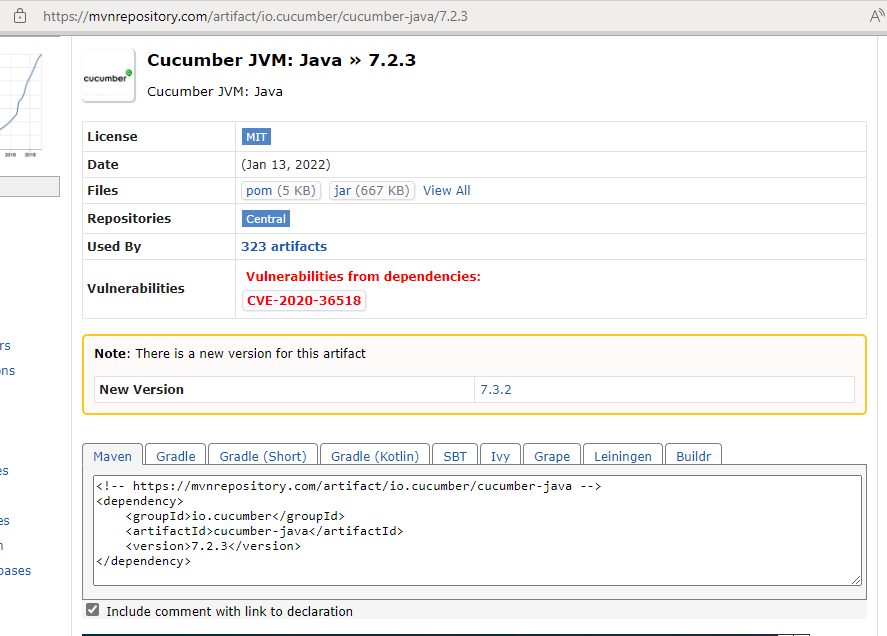 https://mvnrepository.com/artifact/io.cucumber/cucumber-java/7.2.3
A
cucumber
Cucumber JVM: Java » 7.2.3
Cucumber JVM: Java
2016 2018
License MIT
Date (Jan 13, 2022)
Files pom (5 KB) jar (667 KB) View All
Repositories Central
Used By 323 artifacts
Vulnerabilities Vulnerabilities from dependencies:
CVE-2020-36518
rs
ons
es
es
n
bases
Note: There is a new version for this artifact
New Version 7.3.2
Maven Gradle Gradle (Short) Gradle (Kotlin) SBT Ivy Grape Leiningen Buildr
<!-- https://mvnrepository.com/artifact/io.cucumber/cucumber-java -->
<dependency>
    <groupId>io.cucumber</groupId>
    <artifactId>cucumber-java</artifactId>
    <version>7.2.3</version>
</dependency>
Include comment with link to declaration